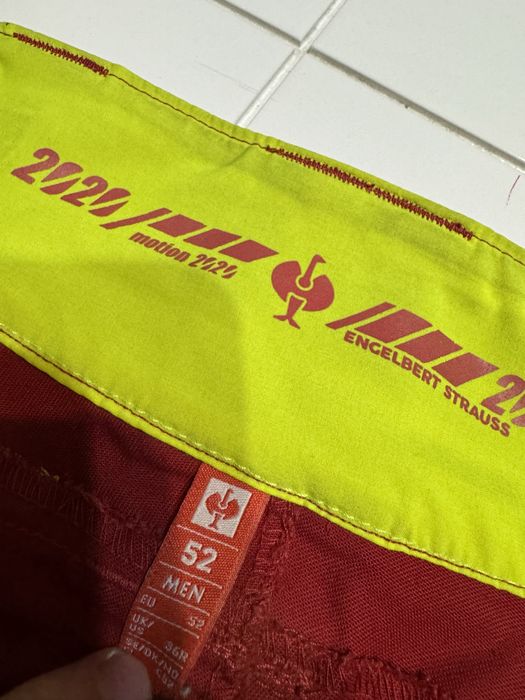 2020
motion 2020
ENGELBERT STRAUSS
52
MEN
EU 52
UK/
US 36R